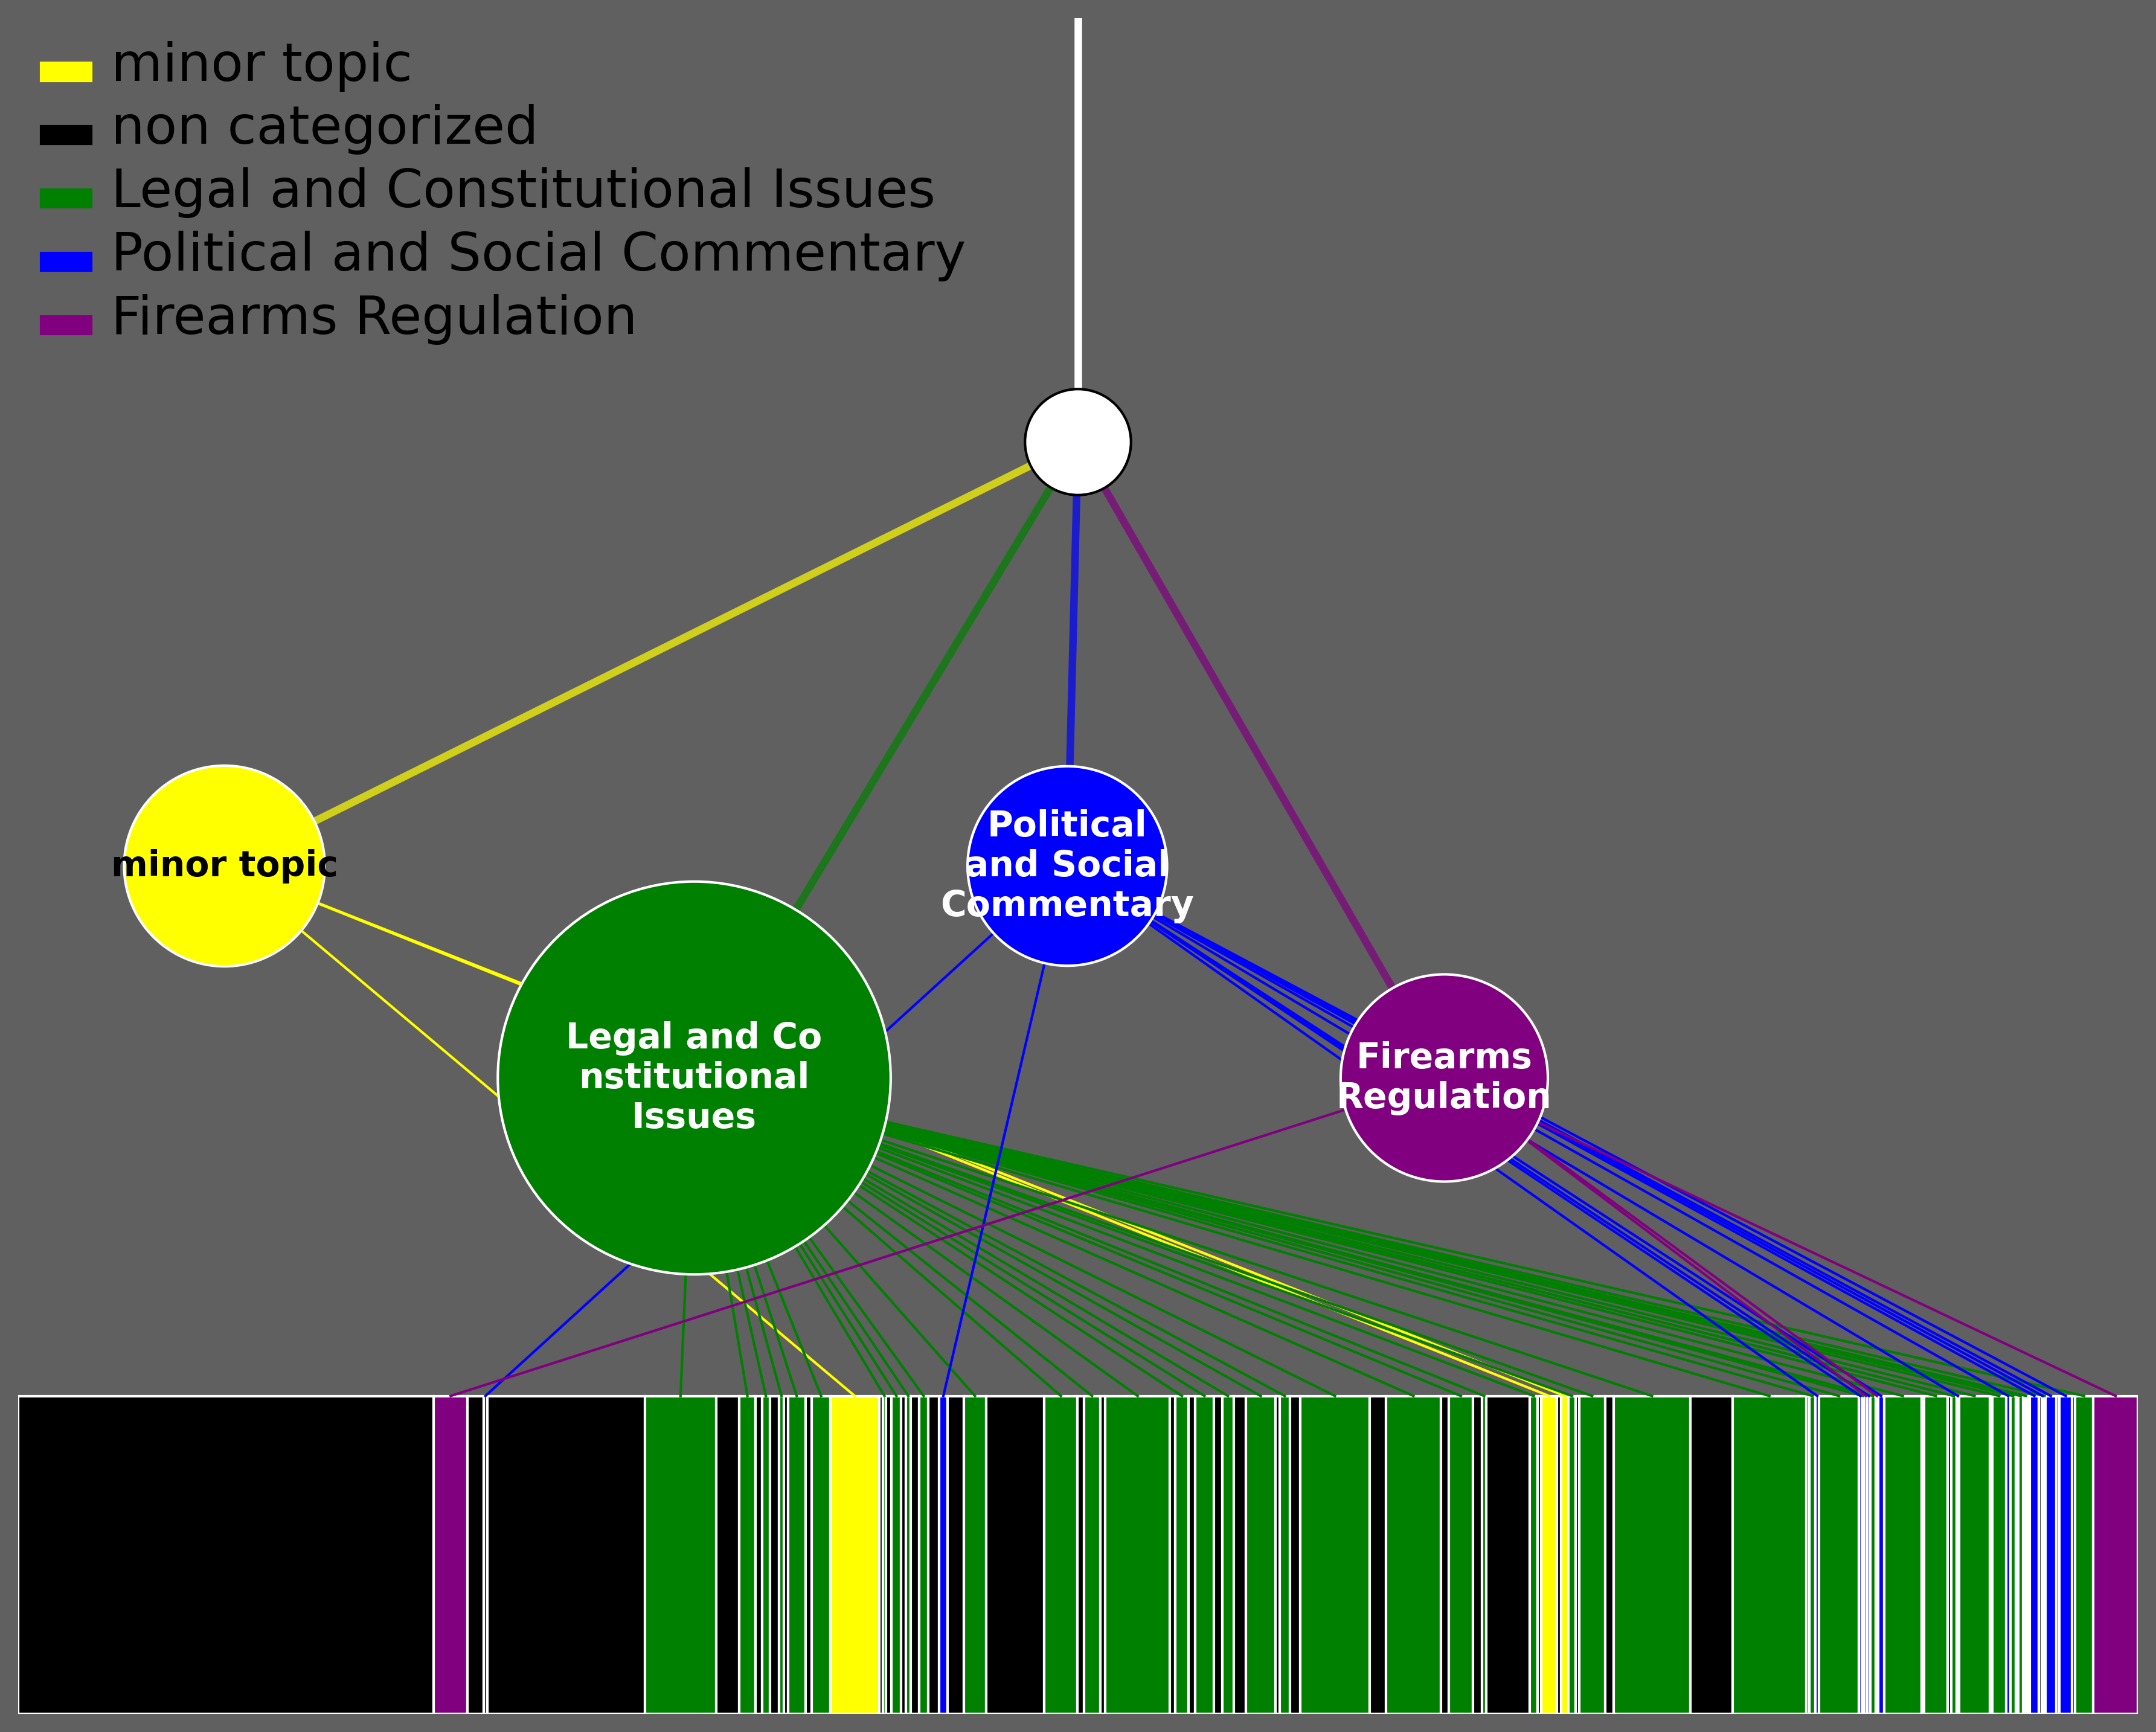 minor topic
non categorized
Legal and Constitutional Issues
Political and Social Commentary
Firearms Regulation
Political
and Social
Commentary
minor topic
Legal and Co
nstitutional
Issues
Firearms
Regulation